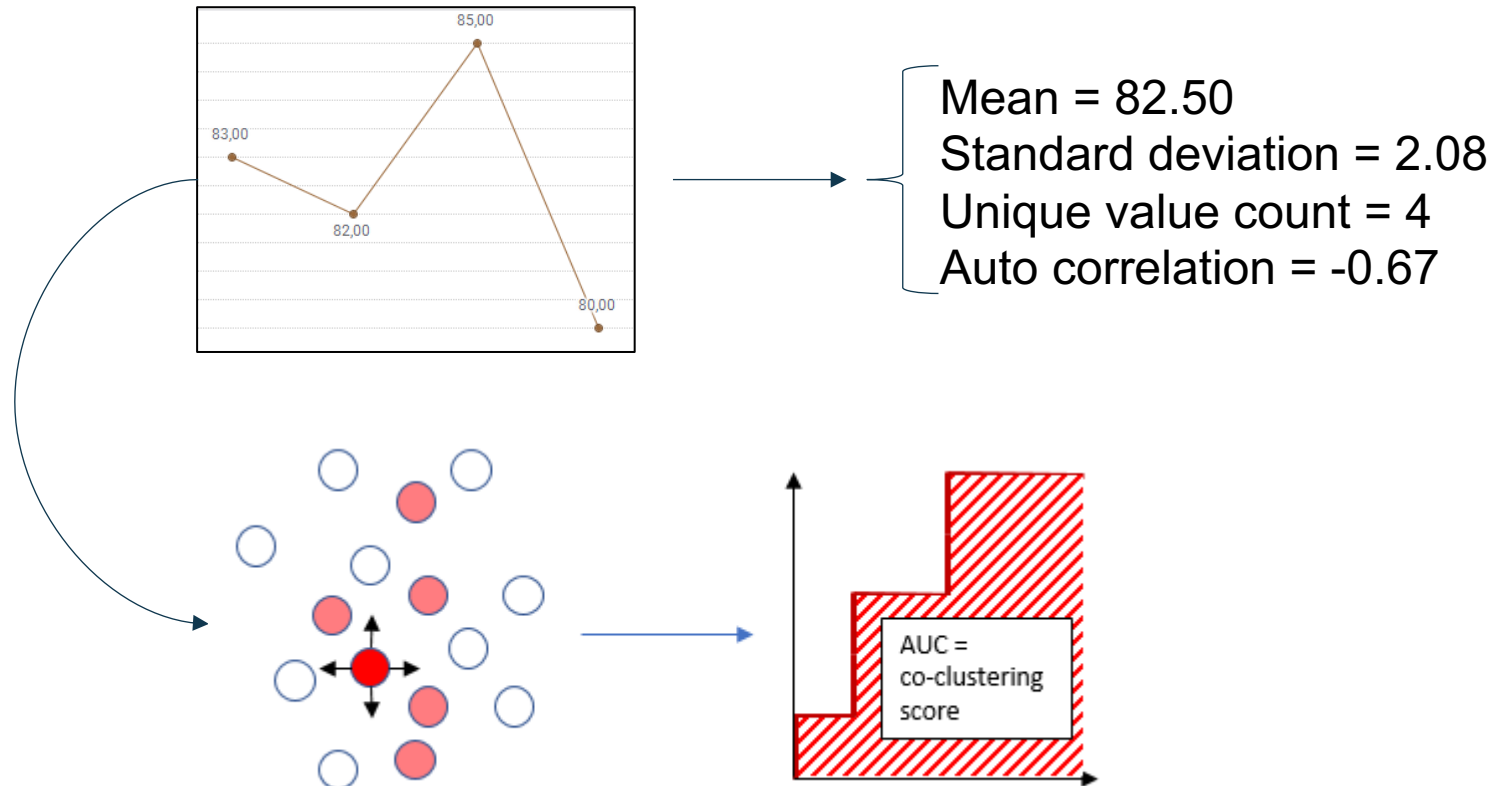 85,00
83,00
82,00
80,00
Mean = 82.50
Standard deviation = 2.08
Unique value count = 4
Auto correlation = -0.67
AUC =
co-clustering
score